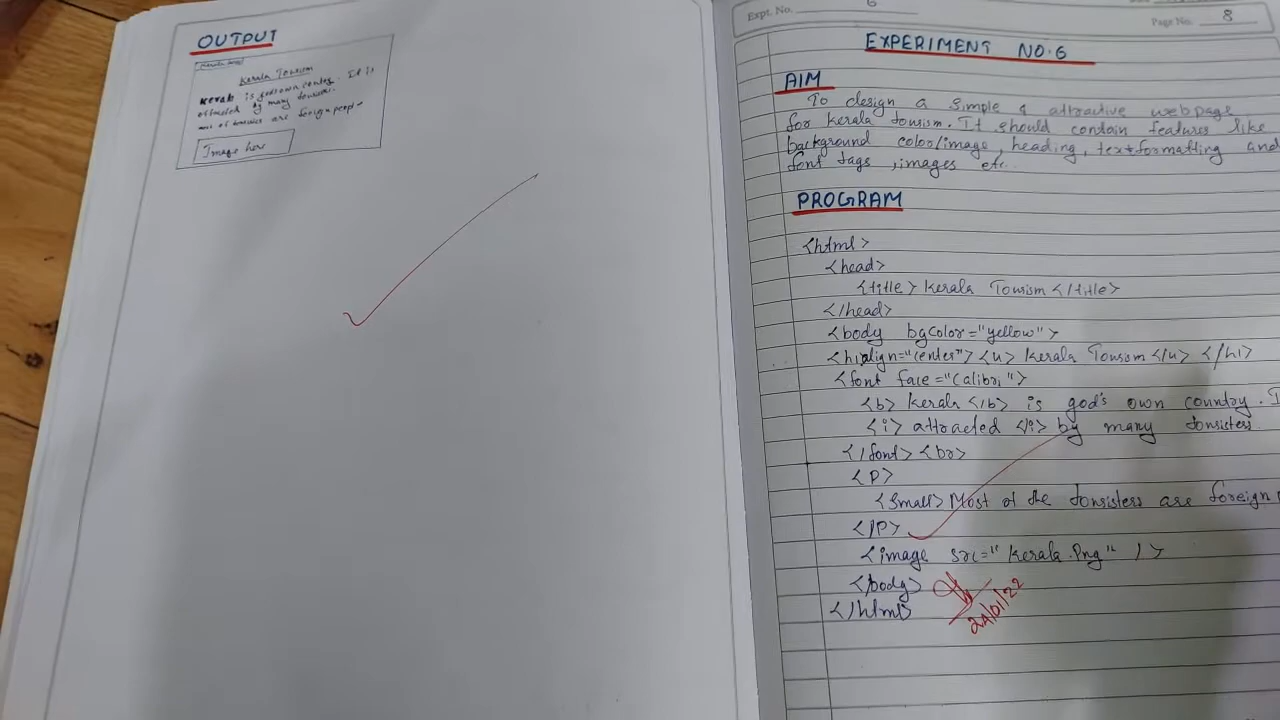 OUTPUT
Kerala Tourism
Kerala is gods own contry. It is
attracted by many tourists.
most of tourists are foreign people
Image here
Expt. No. 6
Page No. 8
EXPERIMENT NO.6
AIM
To design a simple & attractive webpage
for kerala tourism. It should contain features like
background color/image, heading, text formatting and
font tags, images etc.
PROGRAM
<html>
<head>
<title> Kerala Tourism </title>
</head>
<body bgcolor="yellow">
<h1 align="center"> <u> Kerala Tourism </u> </h1>
<font face="Calibri">
<b> Kerala </b> is god's own country. I
<i> attracted </i> by many tousisters.
</font> <br>
<P>
<small> Most of the tousisters are foreign
</P>
<image src="kerala.Png" />
</body>
</html>
24/01/22